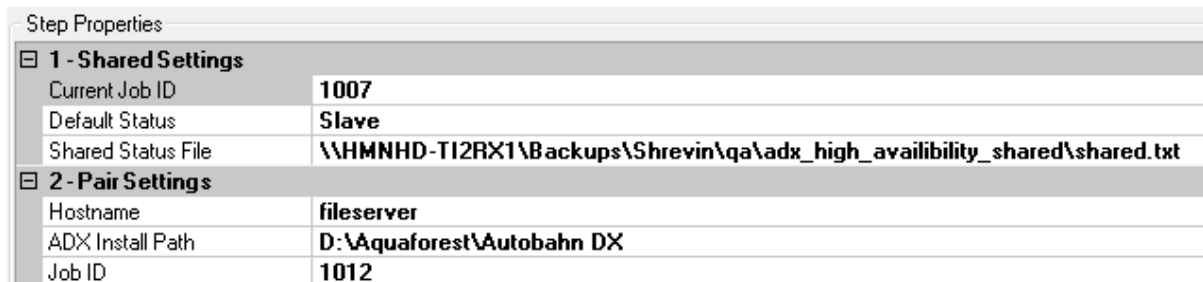 Step Properties
1 - Shared Settings
Current Job ID 1007
Default Status Slave
Shared Status File \\HMNHD-TI2RX1\Backups\Shrevin\qa\adx_high_availibility_shared\shared.txt
2 - Pair Settings
Hostname fileserver
ADX Install Path D:\Aquaforest\Autobahn DX
Job ID 1012